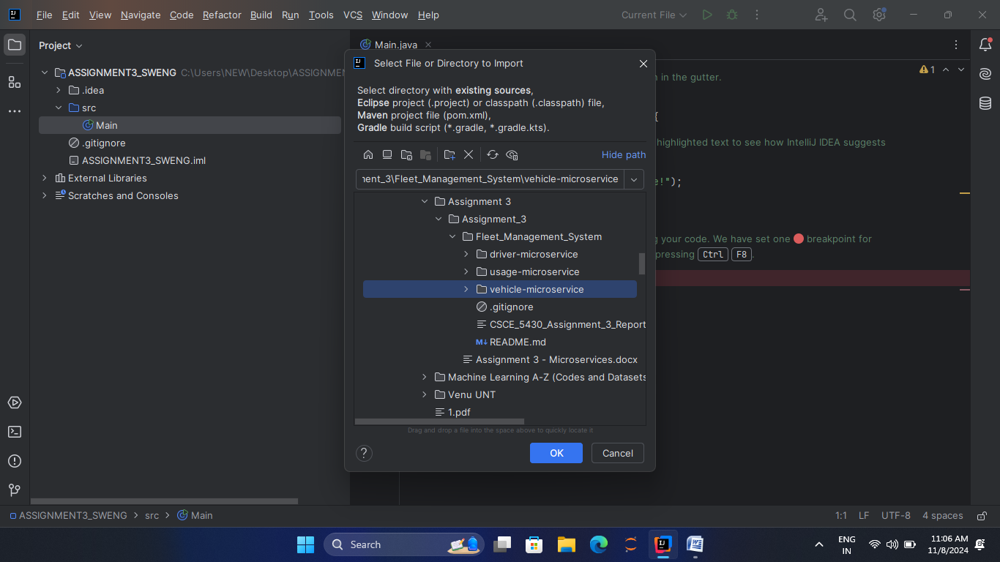 File Edit View Navigate Code Refactor Build Run Tools VCS Window Help Current File
Project
ASSIGNMENT3_SWENG C:\Users\NEW\Desktop\ASSIGNMEN
.idea
src
Main
.gitignore
ASSIGNMENT3_SWENG.iml
External Libraries
Scratches and Consoles
Main.java
1
n in the gutter.
{
highlighted text to see how IntelliJ IDEA suggests
e!");
g your code. We have set one breakpoint for
pressing Ctrl F8.
Select File or Directory to Import
Select directory with existing sources,
Eclipse project (.project) or classpath (.classpath) file,
Maven project file (pom.xml),
Gradle build script (*.gradle, *.gradle.kts).
Hide path
ment_3\Fleet_Management_System\vehicle-microservice
Assignment 3
Assignment_3
Fleet_Management_System
driver-microservice
usage-microservice
vehicle-microservice
.gitignore
CSCE_5430_Assignment_3_Report
M↓ README.md
Assignment 3 - Microservices.docx
Machine Learning A-Z (Codes and Datasets
Venu UNT
1.pdf
Drag and drop a file into the space above to quickly locate it
? OK Cancel
ASSIGNMENT3_SWENG > src > Main 1:1 LF UTF-8 4 spaces
Search
ENG
IN
11:06 AM
11/8/2024